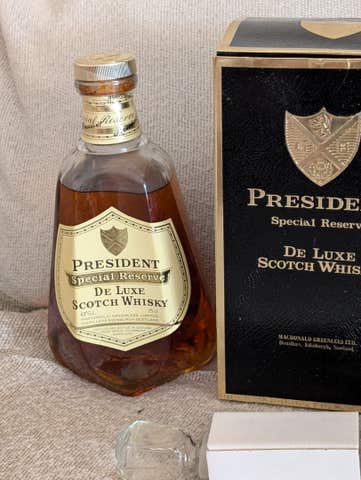 Special Reserve
PRESIDENT
Special Reserve
DE LUXE
SCOTCH WHISKY
PRESIDEN
Special Reserv
DE LUXE
SCOTCH WHIS
MACDONALD GREENLEES LTD.
Distillers, Edinburgh, Scotland.